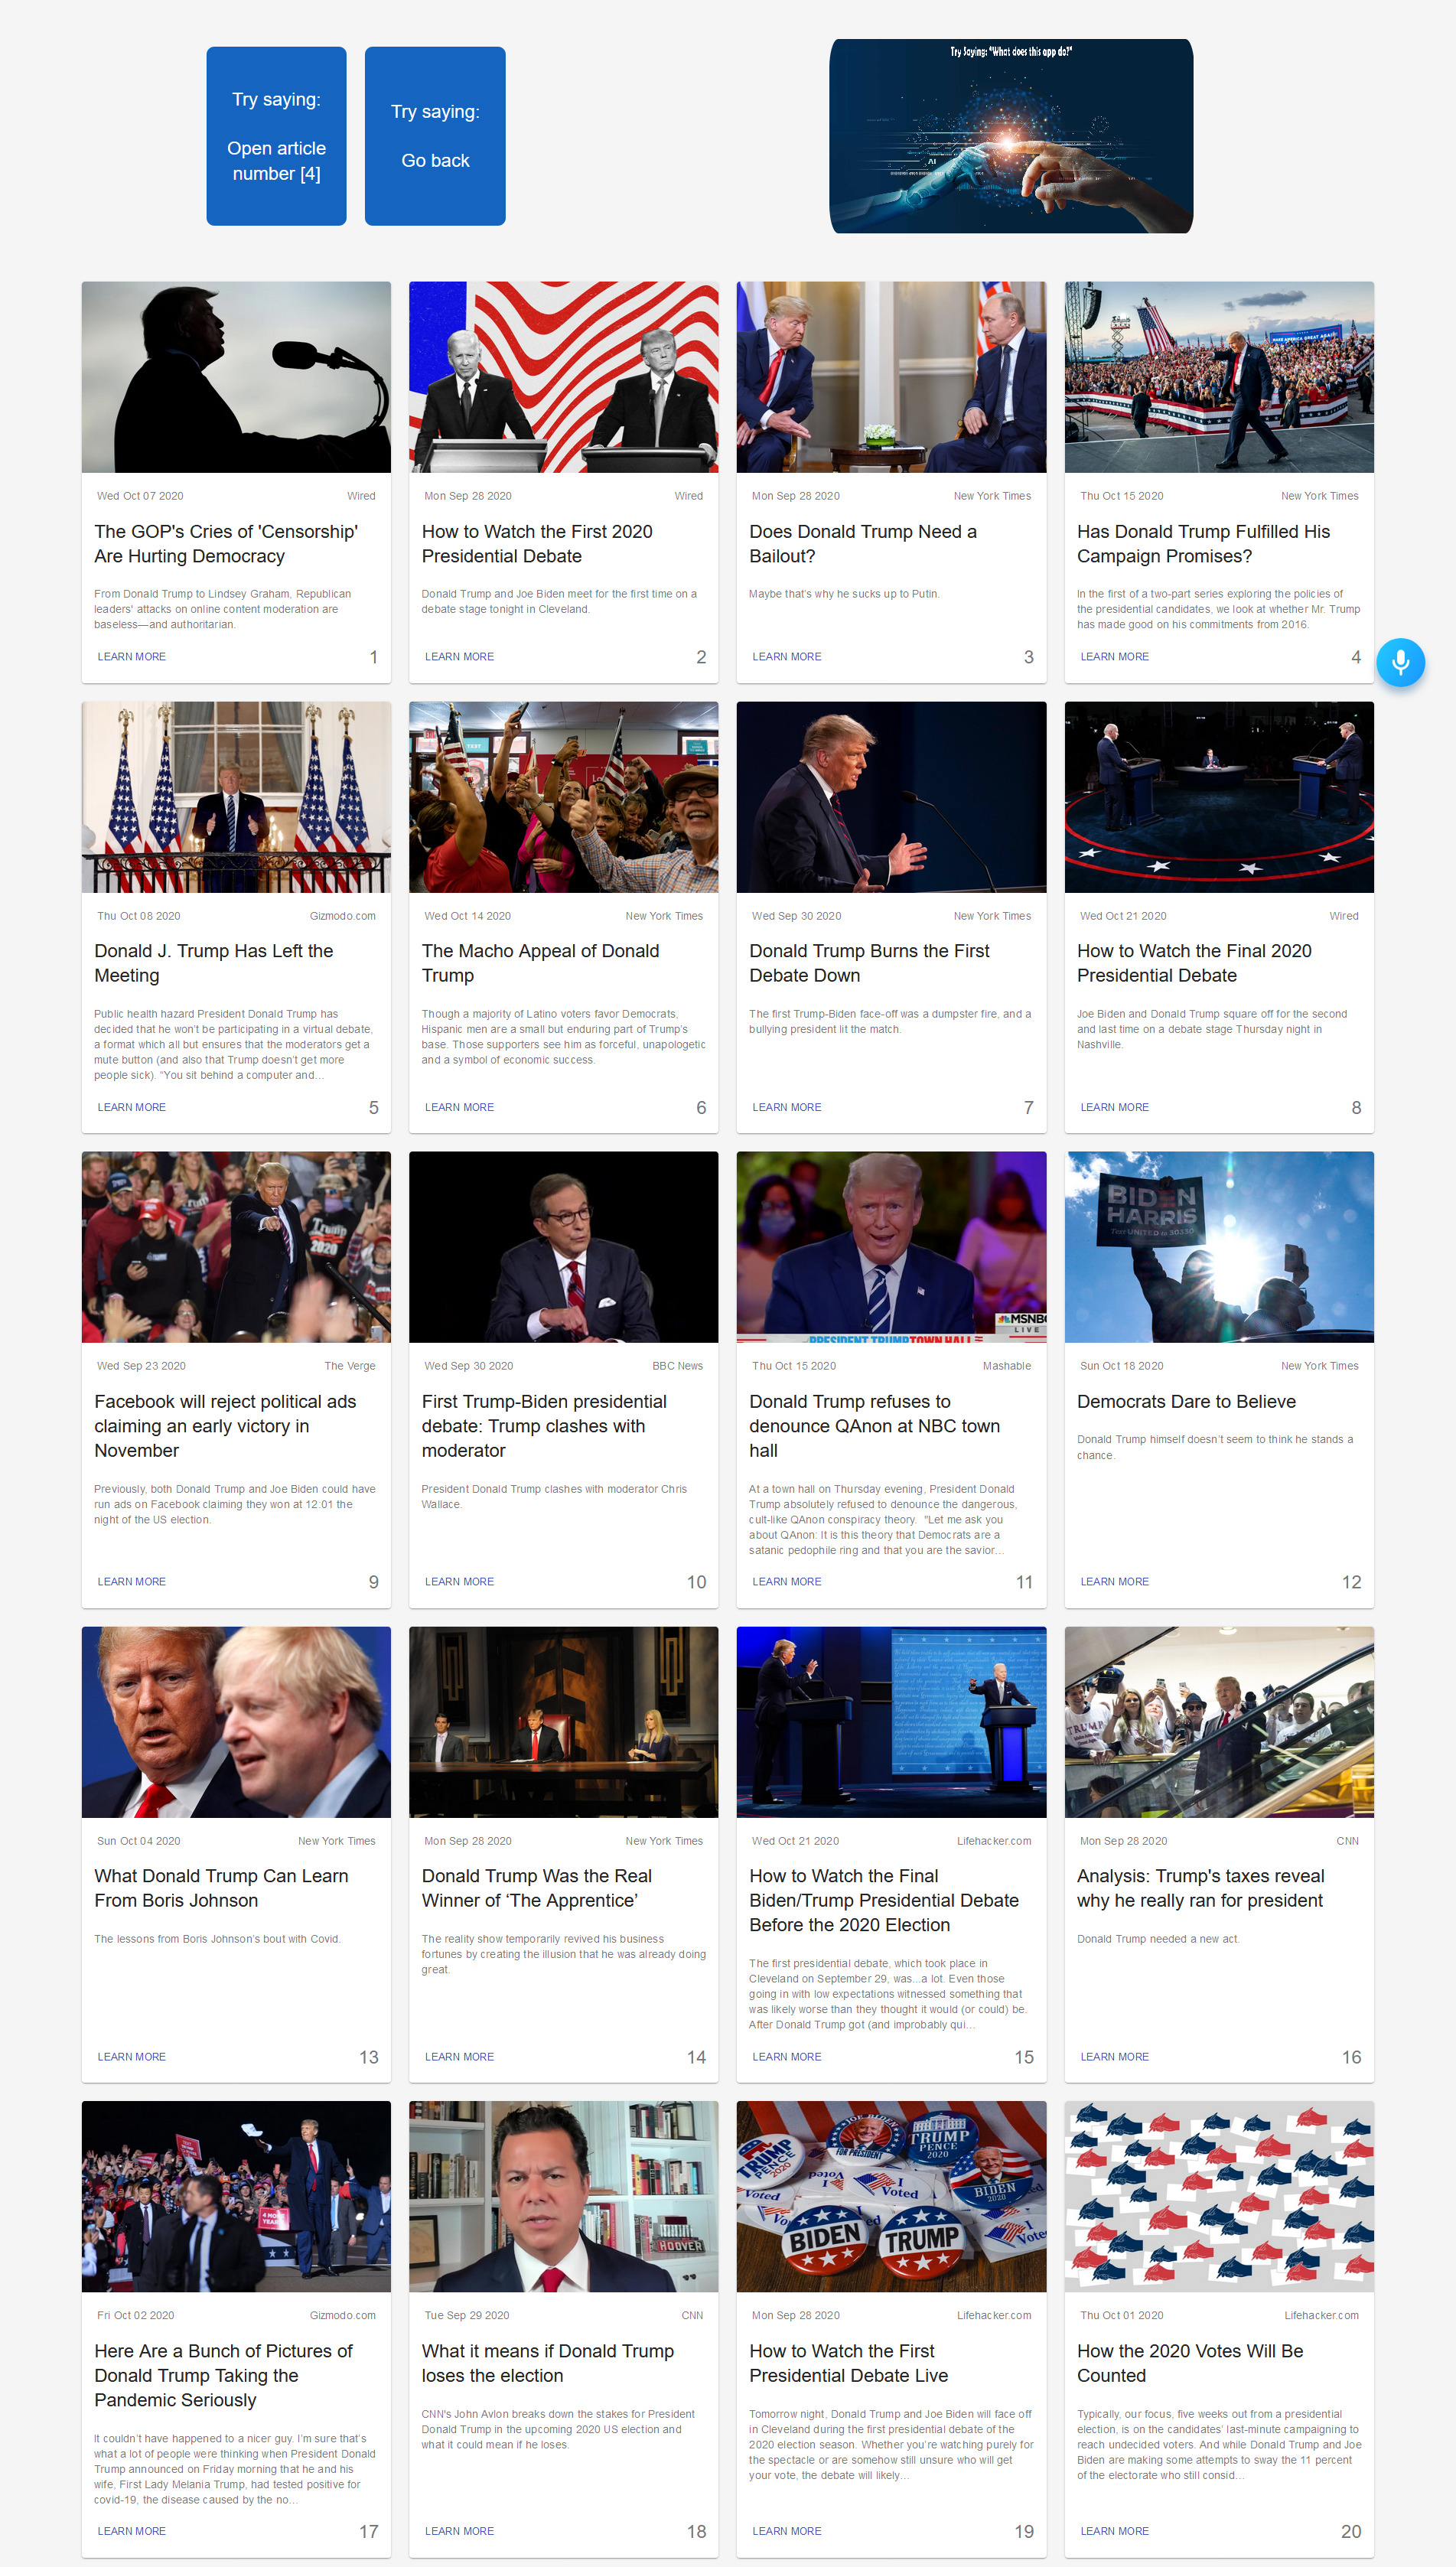 Try Saying: "What does this app do?"
Try saying:
Open article
number [4]
Try saying:
Go back
AI
MAKE AMERICA GREAT AGAIN
Wed Oct 07 2020
Wired
The GOP's Cries of 'Censorship'
Are Hurting Democracy
From Donald Trump to Lindsey Graham, Republican
leaders' attacks on online content moderation are
baseless—and authoritarian.
LEARN MORE
1
Mon Sep 28 2020
Wired
How to Watch the First 2020
Presidential Debate
Donald Trump and Joe Biden meet for the first time on a
debate stage tonight in Cleveland.
LEARN MORE
2
Mon Sep 28 2020
New York Times
Does Donald Trump Need a
Bailout?
Maybe that's why he sucks up to Putin.
LEARN MORE
3
Thu Oct 15 2020
New York Times
Has Donald Trump Fulfilled His
Campaign Promises?
In the first of a two-part series exploring the policies of
the presidential candidates, we look at whether Mr. Trump
has made good on his commitments from 2016.
LEARN MORE
4
Thu Oct 08 2020
Gizmodo.com
Donald J. Trump Has Left the
Meeting
Public health hazard President Donald Trump has
decided that he won't be participating in a virtual debate,
a format which all but ensures that the moderators get a
mute button (and also that Trump doesn't get more
people sick). "You sit behind a computer and...
LEARN MORE
5
Wed Oct 14 2020
New York Times
The Macho Appeal of Donald
Trump
Though a majority of Latino voters favor Democrats,
Hispanic men are a small but enduring part of Trump's
base. Those supporters see him as forceful, unapologetic
and a symbol of economic success.
LEARN MORE
6
Wed Sep 30 2020
New York Times
Donald Trump Burns the First
Debate Down
The first Trump-Biden face-off was a dumpster fire, and a
bullying president lit the match.
LEARN MORE
7
Wed Oct 21 2020
Wired
How to Watch the Final 2020
Presidential Debate
Joe Biden and Donald Trump square off for the second
and last time on a debate stage Thursday night in
Nashville.
LEARN MORE
8
Trump
2020
Wed Sep 23 2020
The Verge
Facebook will reject political ads
claiming an early victory in
November
Previously, both Donald Trump and Joe Biden could have
run ads on Facebook claiming they won at 12:01 the
night of the US election.
LEARN MORE
9
Wed Sep 30 2020
BBC News
First Trump-Biden presidential
debate: Trump clashes with
moderator
President Donald Trump clashes with moderator Chris
Wallace.
LEARN MORE
10
MSNBC
LIVE
PRESIDENT TRUMP TOWN HALL
Thu Oct 15 2020
Mashable
Donald Trump refuses to
denounce QAnon at NBC town
hall
At a town hall on Thursday evening, President Donald
Trump absolutely refused to denounce the dangerous,
cult-like QAnon conspiracy theory. "Let me ask you
about QAnon: It is this theory that Democrats are a
satanic pedophile ring and that you are the savior...
LEARN MORE
11
BIDEN
HARRIS
Text UNITED to 30330
Sun Oct 18 2020
New York Times
Democrats Dare to Believe
Donald Trump himself doesn't seem to think he stands a
chance.
LEARN MORE
12
Sun Oct 04 2020
New York Times
What Donald Trump Can Learn
From Boris Johnson
The lessons from Boris Johnson's bout with Covid.
LEARN MORE
13
Mon Sep 28 2020
New York Times
Donald Trump Was the Real
Winner of ‘The Apprentice’
The reality show temporarily revived his business
fortunes by creating the illusion that he was already doing
great.
LEARN MORE
14
Wed Oct 21 2020
Lifehacker.com
How to Watch the Final
Biden/Trump Presidential Debate
Before the 2020 Election
The first presidential debate, which took place in
Cleveland on September 29, was...a lot. Even those
going in with low expectations witnessed something that
was likely worse than they thought it would (or could) be.
After Donald Trump got (and improbably qui...
LEARN MORE
15
TRUMP
Mon Sep 28 2020
CNN
Analysis: Trump's taxes reveal
why he really ran for president
Donald Trump needed a new act.
LEARN MORE
16
4 MORE
YEARS
Fri Oct 02 2020
Gizmodo.com
Here Are a Bunch of Pictures of
Donald Trump Taking the
Pandemic Seriously
It couldn't have happened to a nicer guy. I'm sure that's
what a lot of people were thinking when President Donald
Trump announced on Friday morning that he and his
wife, First Lady Melania Trump, had tested positive for
covid-19, the disease caused by the no...
LEARN MORE
17
HOOVER
Tue Sep 29 2020
CNN
What it means if Donald Trump
loses the election
CNN's John Avlon breaks down the stakes for President
Donald Trump in the upcoming 2020 US election and
what it could mean if he loses.
LEARN MORE
18
JOE BIDEN
FOR PRESIDENT
TRUMP
PENCE
2020
TRUMP
PENCE
2020
I Voted
I
Voted
BIDEN
2020
Voted
BIDEN
TRUMP
Mon Sep 28 2020
Lifehacker.com
How to Watch the First
Presidential Debate Live
Tomorrow night, Donald Trump and Joe Biden will face off
in Cleveland during the first presidential debate of the
2020 election season. Whether you're watching purely for
the spectacle or are somehow still unsure who will get
your vote, the debate will likely...
LEARN MORE
19
Thu Oct 01 2020
Lifehacker.com
How the 2020 Votes Will Be
Counted
Typically, our focus, five weeks out from a presidential
election, is on the candidates' last-minute campaigning to
reach undecided voters. And while Donald Trump and Joe
Biden are making some attempts to sway the 11 percent
of the electorate who still consid...
LEARN MORE
20